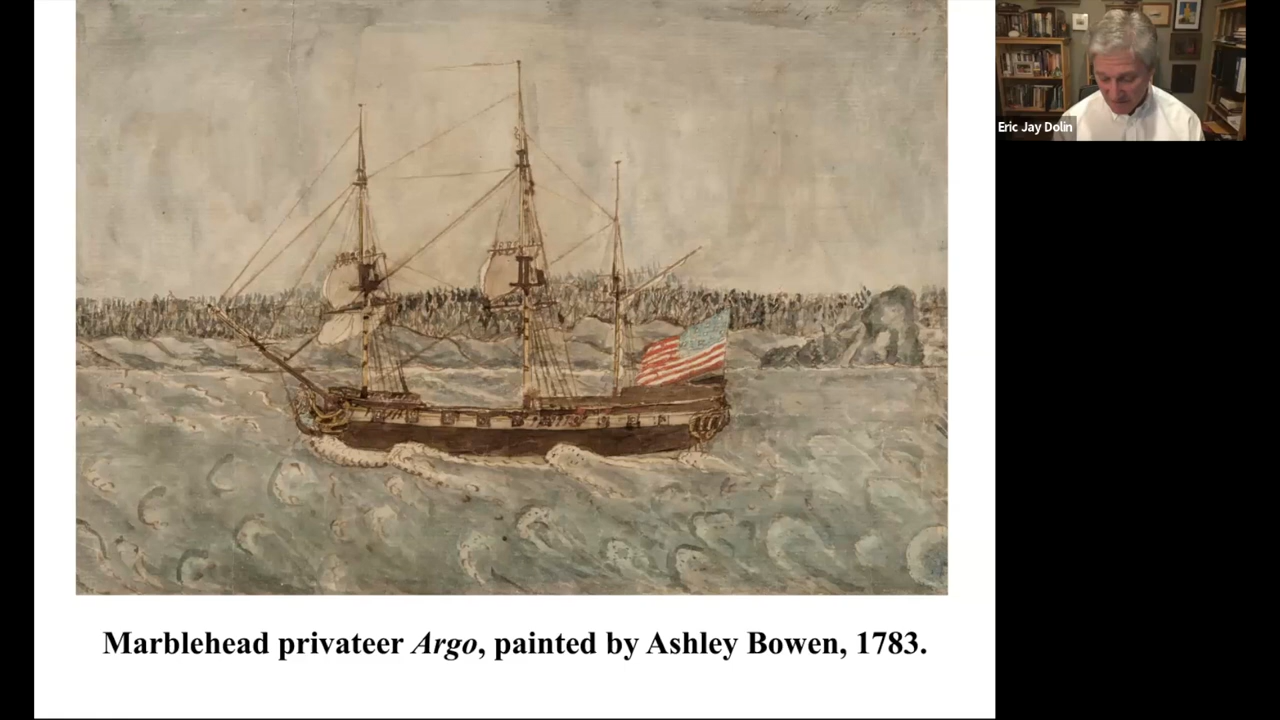 Eric Jay Dolin
Marblehead privateer Argo, painted by Ashley Bowen, 1783.